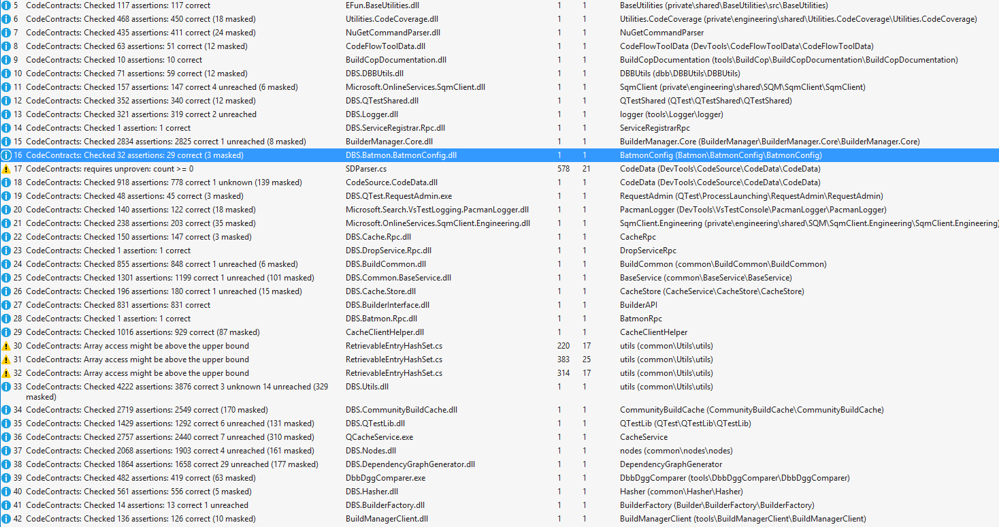 5 CodeContracts: Checked 117 assertions: 117 correct EFun.BaseUtilities.dll 1 1 BaseUtilities (private\shared\BaseUtilities\src\BaseUtilities)
6 CodeContracts: Checked 468 assertions: 450 correct (18 masked) Utilities.CodeCoverage.dll 1 1 Utilities.CodeCoverage (private\engineering\shared\Utilities.CodeCoverage\Utilities.CodeCoverage)
7 CodeContracts: Checked 435 assertions: 411 correct (24 masked) NuGetCommandParser.dll 1 1 NuGetCommandParser
8 CodeContracts: Checked 63 assertions: 51 correct (12 masked) CodeFlowToolData.dll 1 1 CodeFlowToolData (DevTools\CodeFlowToolData\CodeFlowToolData)
9 CodeContracts: Checked 10 assertions: 10 correct BuildCopDocumentation.dll 1 1 BuildCopDocumentation (tools\BuildCop\BuildCopDocumentation\BuildCopDocumentation)
10 CodeContracts: Checked 71 assertions: 59 correct (12 masked) DBS.DBBUtils.dll 1 1 DBBUtils (dbb\DBBUtils\DBBUtils)
11 CodeContracts: Checked 157 assertions: 147 correct 4 unreached (6 masked) Microsoft.OnlineServices.SqmClient.dll 1 1 SqmClient (private\engineering\shared\SQM\SqmClient\SqmClient)
12 CodeContracts: Checked 352 assertions: 340 correct (12 masked) DBS.QTestShared.dll 1 1 QTestShared (QTest\QTestShared\QTestShared)
13 CodeContracts: Checked 321 assertions: 319 correct 2 unreached DBS.Logger.dll 1 1 logger (tools\Logger\logger)
14 CodeContracts: Checked 1 assertion: 1 correct DBS.ServiceRegistrar.Rpc.dll 1 1 ServiceRegistrarRpc
15 CodeContracts: Checked 2834 assertions: 2825 correct 1 unreached (8 masked) BuilderManager.Core.dll 1 1 BuilderManager.Core (BuilderManager\BuilderManager.Core\BuilderManager.Core)
16 CodeContracts: Checked 32 assertions: 29 correct (3 masked) DBS.Batmon.BatmonConfig.dll 1 1 BatmonConfig (Batmon\BatmonConfig\BatmonConfig)
17 CodeContracts: requires unproven: count >= 0 SDParser.cs 578 21 CodeData (DevTools\CodeSource\CodeData\CodeData)
18 CodeContracts: Checked 918 assertions: 778 correct 1 unknown (139 masked) CodeSource.CodeData.dll 1 1 CodeData (DevTools\CodeSource\CodeData\CodeData)
19 CodeContracts: Checked 48 assertions: 45 correct (3 masked) DBS.QTest.RequestAdmin.exe 1 1 RequestAdmin (QTest\ProcessLaunching\RequestAdmin\RequestAdmin)
20 CodeContracts: Checked 140 assertions: 122 correct (18 masked) Microsoft.Search.VsTestLogging.PacmanLogger.dll 1 1 PacmanLogger (DevTools\VsTestConsole\PacmanLogger\PacmanLogger)
21 CodeContracts: Checked 238 assertions: 203 correct (35 masked) Microsoft.OnlineServices.SqmClient.Engineering.dll 1 1 SqmClient.Engineering (private\engineering\shared\SQM\SqmClient.Engineering\SqmClient.Engineering)
22 CodeContracts: Checked 150 assertions: 147 correct (3 masked) DBS.Cache.Rpc.dll 1 1 CacheRpc
23 CodeContracts: Checked 1 assertion: 1 correct DBS.DropService.Rpc.dll 1 1 DropServiceRpc
24 CodeContracts: Checked 855 assertions: 848 correct 1 unreached (6 masked) DBS.BuildCommon.dll 1 1 BuildCommon (common\BuildCommon\BuildCommon)
25 CodeContracts: Checked 1301 assertions: 1199 correct 1 unreached (101 masked) DBS.Common.BaseService.dll 1 1 BaseService (common\BaseService\BaseService)
26 CodeContracts: Checked 196 assertions: 180 correct 1 unreached (15 masked) DBS.Cache.Store.dll 1 1 CacheStore (CacheService\CacheStore\CacheStore)
27 CodeContracts: Checked 831 assertions: 831 correct DBS.BuilderInterface.dll 1 1 BuilderAPI
28 CodeContracts: Checked 1 assertion: 1 correct DBS.Batmon.Rpc.dll 1 1 BatmonRpc
29 CodeContracts: Checked 1016 assertions: 929 correct (87 masked) CacheClientHelper.dll 1 1 CacheClientHelper
30 CodeContracts: Array access might be above the upper bound RetrievableEntryHashSet.cs 220 17 utils (common\Utils\utils)
31 CodeContracts: Array access might be above the upper bound RetrievableEntryHashSet.cs 383 25 utils (common\Utils\utils)
32 CodeContracts: Array access might be above the upper bound RetrievableEntryHashSet.cs 314 17 utils (common\Utils\utils)
33 CodeContracts: Checked 4222 assertions: 3876 correct 3 unknown 14 unreached (329 DBS.Utils.dll 1 1 utils (common\Utils\utils)
masked)
34 CodeContracts: Checked 2719 assertions: 2549 correct (170 masked) DBS.CommunityBuildCache.dll 1 1 CommunityBuildCache (CommunityBuildCache\CommunityBuildCache)
35 CodeContracts: Checked 1429 assertions: 1292 correct 6 unreached (131 masked) DBS.QTestLib.dll 1 1 QTestLib (QTest\QTestLib\QTestLib)
36 CodeContracts: Checked 2757 assertions: 2440 correct 7 unreached (310 masked) QCacheService.exe 1 1 CacheService
37 CodeContracts: Checked 2068 assertions: 1903 correct 4 unreached (161 masked) DBS.Nodes.dll 1 1 nodes (common\nodes\nodes)
38 CodeContracts: Checked 1864 assertions: 1658 correct 29 unreached (177 masked) DBS.DependencyGraphGenerator.dll 1 1 DependencyGraphGenerator
39 CodeContracts: Checked 482 assertions: 419 correct (63 masked) DbbDggComparer.exe 1 1 DbbDggComparer (tools\DbbDggComparer\DbbDggComparer)
40 CodeContracts: Checked 561 assertions: 556 correct (5 masked) DBS.Hasher.dll 1 1 Hasher (common\Hasher\Hasher)
41 CodeContracts: Checked 14 assertions: 13 correct 1 unreached DBS.BuilderFactory.dll 1 1 BuilderFactory (Builder\BuilderFactory\BuilderFactory)
42 CodeContracts: Checked 136 assertions: 126 correct (10 masked) BuildManagerClient.dll 1 1 BuildManagerClient (tools\BuildManagerClient\BuildManagerClient)